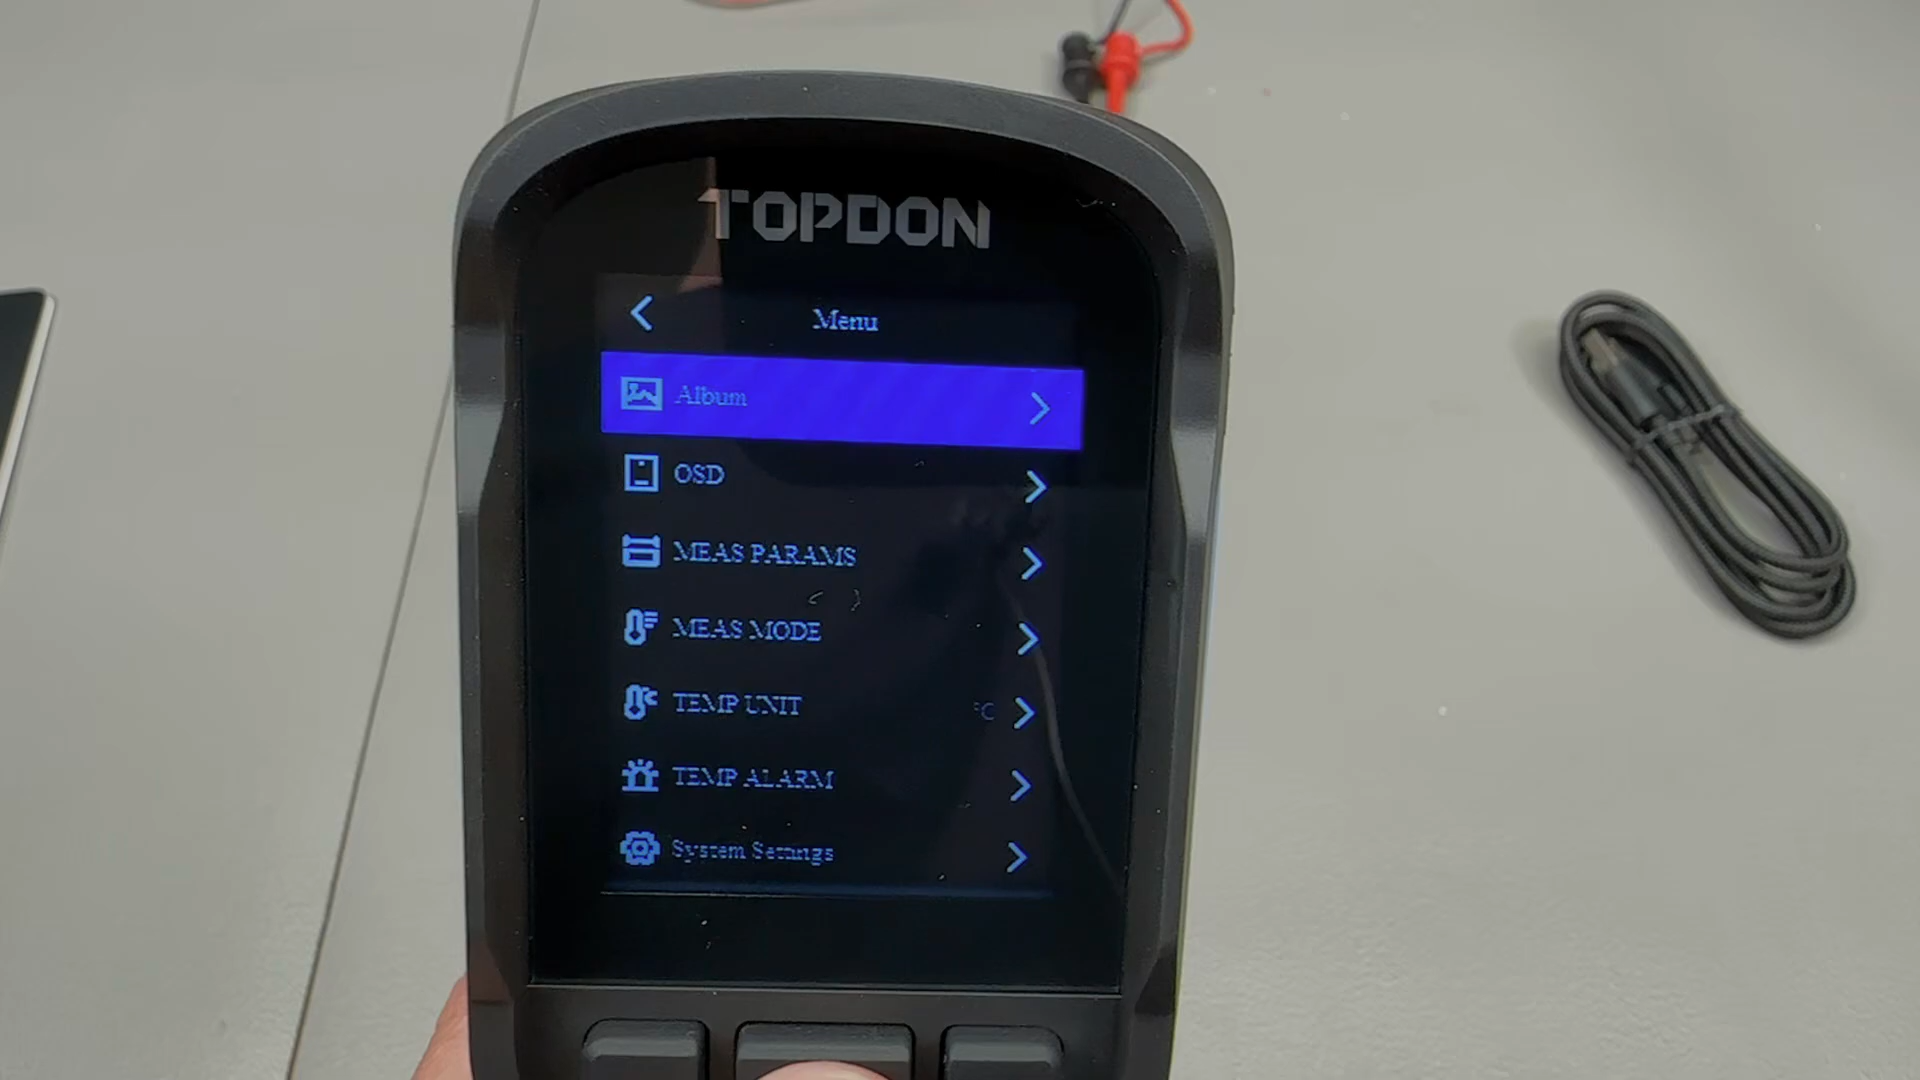 TOPDON
Menu
Album
OSD
MEAS PARAMS
MEAS MODE
TEMP UNIT °C
TEMP ALARM
System Settings